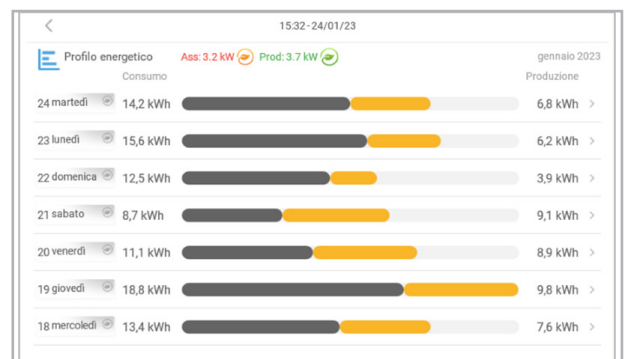 15:32-24/01/23
Profilo energetico Ass: 3.2 kW Prod: 3.7 kW gennaio 2023
Consumo Produzione
24 martedì 14,2 kWh 6,8 kWh
23 lunedì 15,6 kWh 6,2 kWh
22 domenica 12,5 kWh 3,9 kWh
21 sabato 8,7 kWh 9,1 kWh
20 venerdì 11,1 kWh 8,9 kWh
19 giovedì 18,8 kWh 9,8 kWh
18 mercoledì 13,4 kWh 7,6 kWh